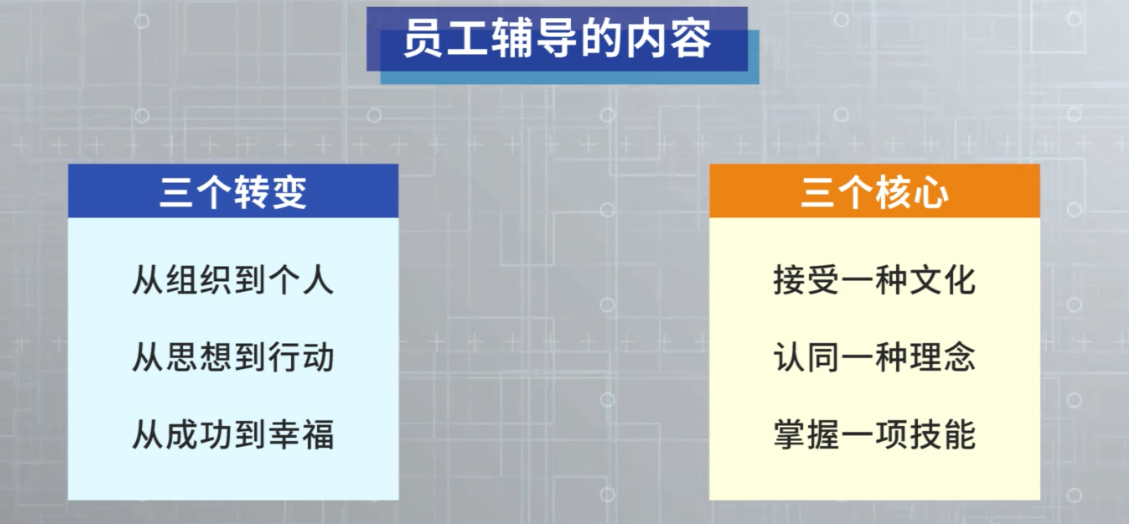 员工辅导的内容
三个转变
从组织到个人
从思想到行动
从成功到幸福
三个核心
接受一种文化
认同一种理念
掌握一项技能